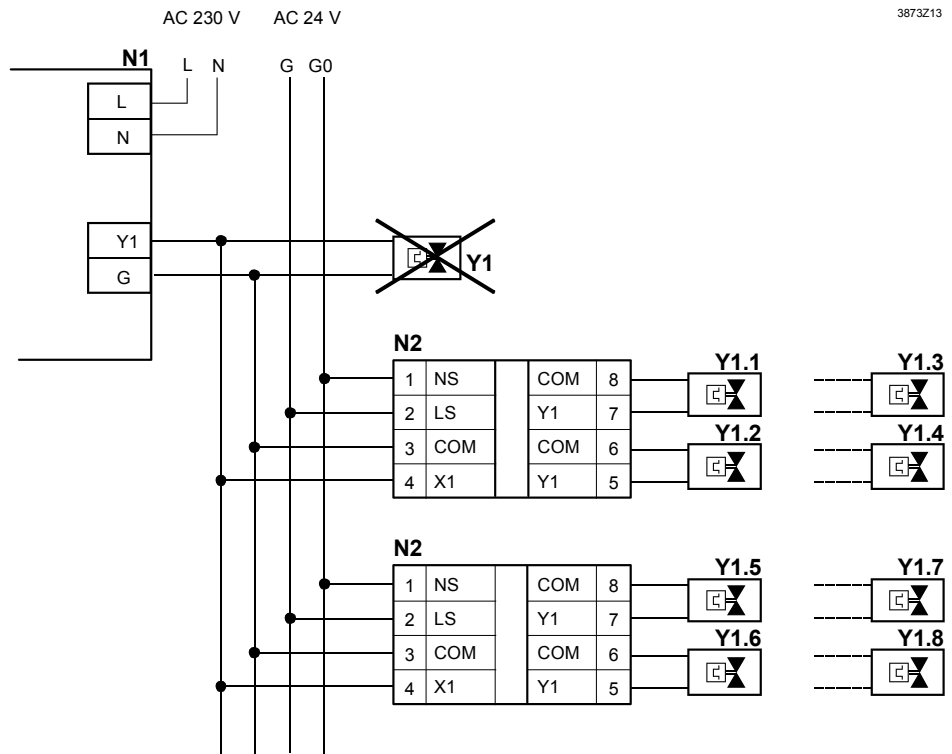 AC 230 V AC 24 V 3873Z13
N1 L N G G0
L
N
Y1
G
Y1
N2
Y1.1 Y1.3
1 NS COM 8
2 LS Y1 7
Y1.2 Y1.4
3 COM COM 6
4 X1 Y1 5
N2
Y1.5 Y1.7
1 NS COM 8
2 LS Y1 7
Y1.6 Y1.8
3 COM COM 6
4 X1 Y1 5